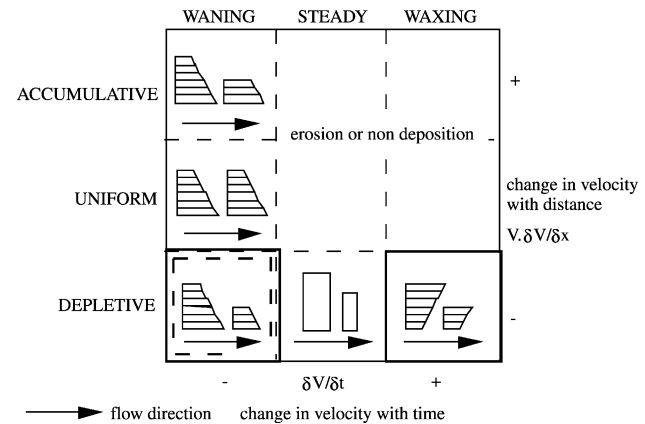 WANING STEADY WAXING
ACCUMULATIVE +
erosion or non deposition -
UNIFORM change in velocity
with distance
V.δV/δx
DEPLETIVE -
- δV/δt +
flow direction change in velocity with time